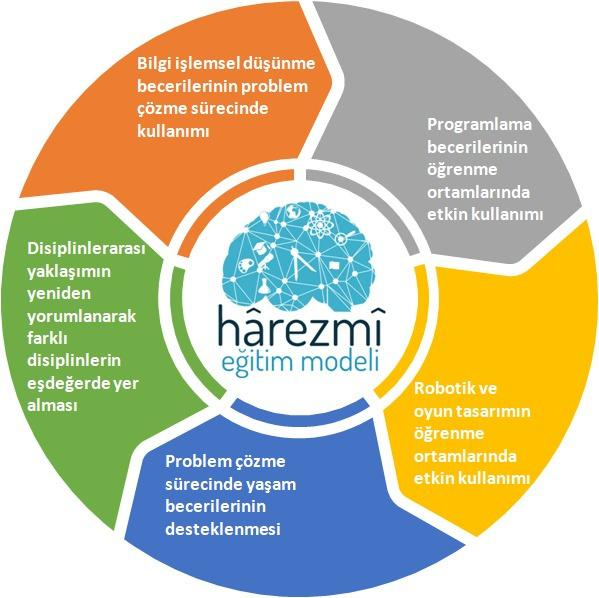 Bilgi işlemsel düşünme
becerilerinin problem
çözme sürecinde
kullanımı
Programlama
becerilerinin
öğrenme
ortamlarında
etkin kullanımı
Robotik ve
oyun tasarımın
öğrenme
ortamlarında
etkin kullanımı
Problem çözme
sürecinde yaşam
becerilerinin
desteklenmesi
Disiplinlerarası
yaklaşımın
yeniden
yorumlanarak
farklı
disiplinlerin
eşdeğerde yer
alması
hârezmî
eğitim modeli